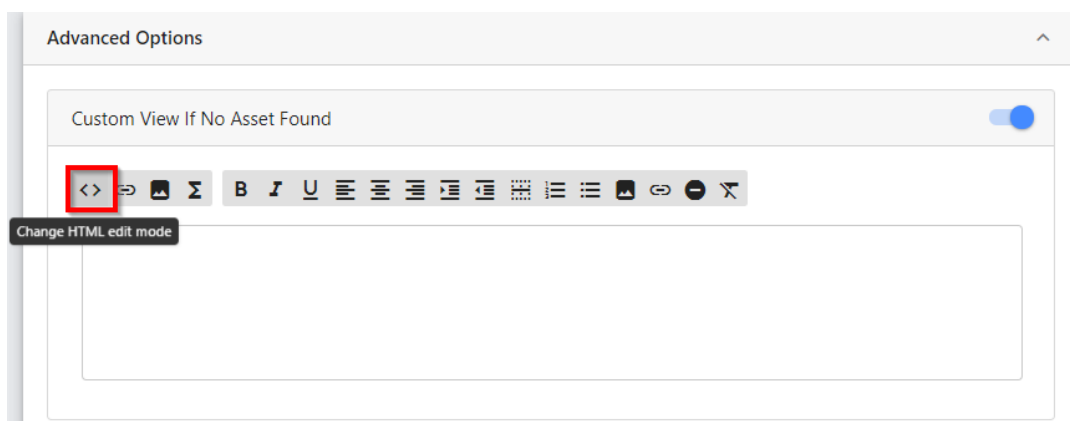 Advanced Options
Custom View If No Asset Found
<> Σ B I U
Change HTML edit mode